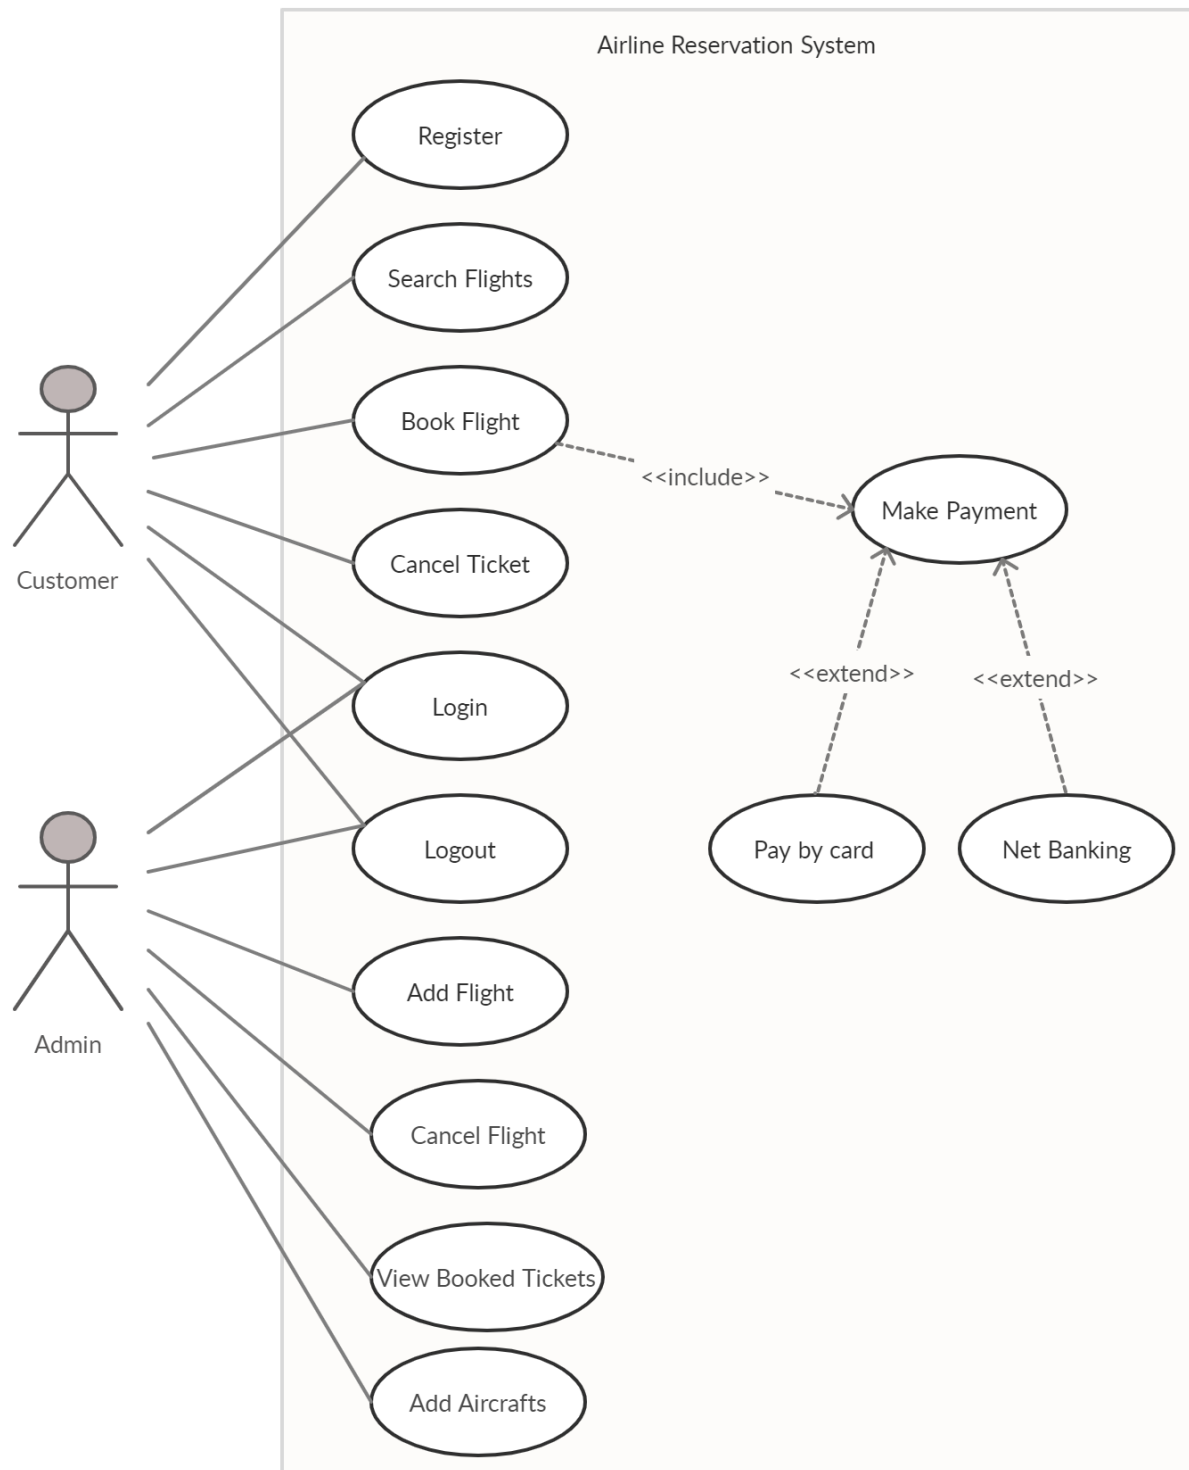 Airline Reservation System
Register
Search Flights
Book Flight
<<include>>
Make Payment
Cancel Ticket
Customer
<<extend>>
<<extend>>
Login
Logout
Pay by card
Net Banking
Admin
Add Flight
Cancel Flight
View Booked Tickets
Add Aircrafts